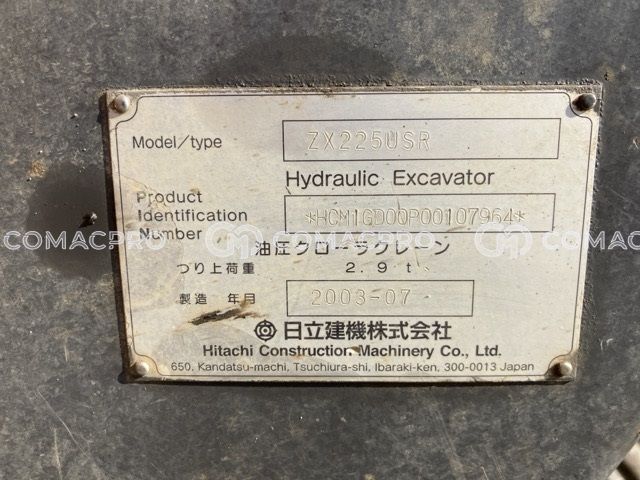 Model/type ZX225USR
Hydraulic Excavator
Product
Identification *HCM1GD00P00107964*
Number
油圧クローラクレーン
つり上荷重 2.9 t
製造 年月 2003-07
日立建機株式会社
Hitachi Construction Machinery Co., Ltd.
650, Kandatsu-machi, Tsuchiura-shi, Ibaraki-ken, 300-0013 Japan
COMACPRO COMACPRO COMACPRO